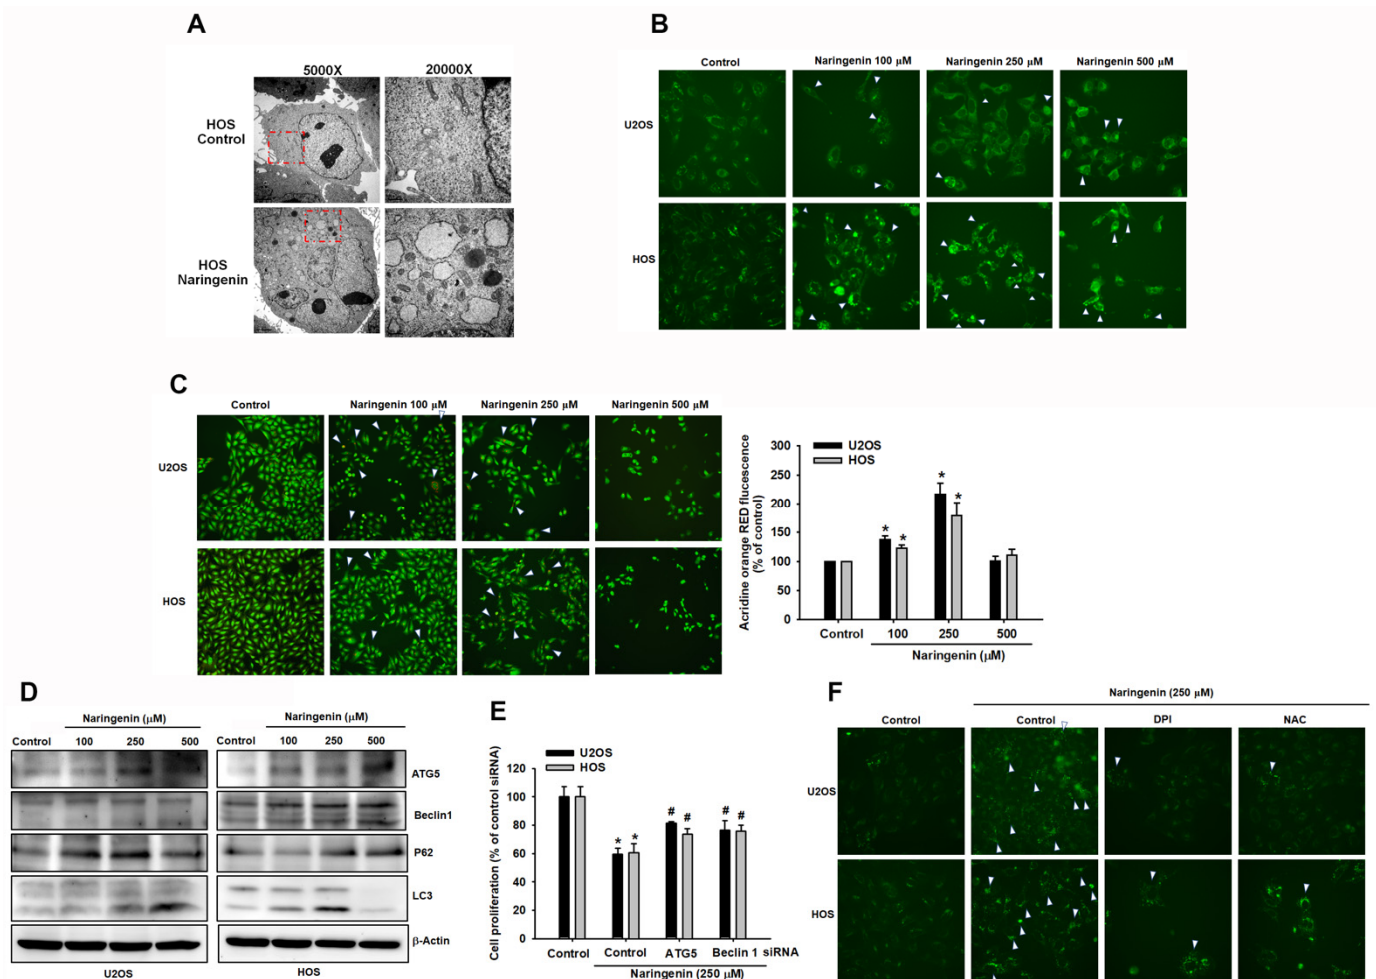 A
5000X 20000X
HOS
Control
HOS
Naringenin
B
Control Naringenin 100 µM Naringenin 250 µM Naringenin 500 µM
U2OS
HOS
C
Control Naringenin 100 µM Naringenin 250 µM Naringenin 500 µM
U2OS
HOS
Acridine orange RED flucescence
(% of control)
300
250
200
150
100
50
0
U2OS
HOS
* * * *
Control 100 250 500
Naringenin (µM)
D
Naringenin (µM) Naringenin (µM)
Control 100 250 500 Control 100 250 500
ATG5
Beclin1
P62
LC3
β-Actin
U2OS HOS
E
Cell proliferation (% of control siRNA)
120
100
80
60
40
20
0
U2OS
HOS
* * # # # #
Control Control ATG5 Beclin 1 siRNA
Naringenin (250 µM)
F
Naringenin (250 µM)
Control Control DPI NAC
U2OS
HOS